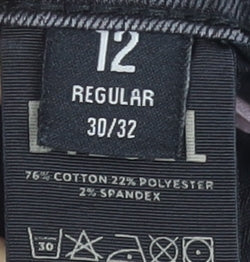 12
REGULAR
30/32
76% COTTON 22% POLYESTER
2% SPANDEX
30